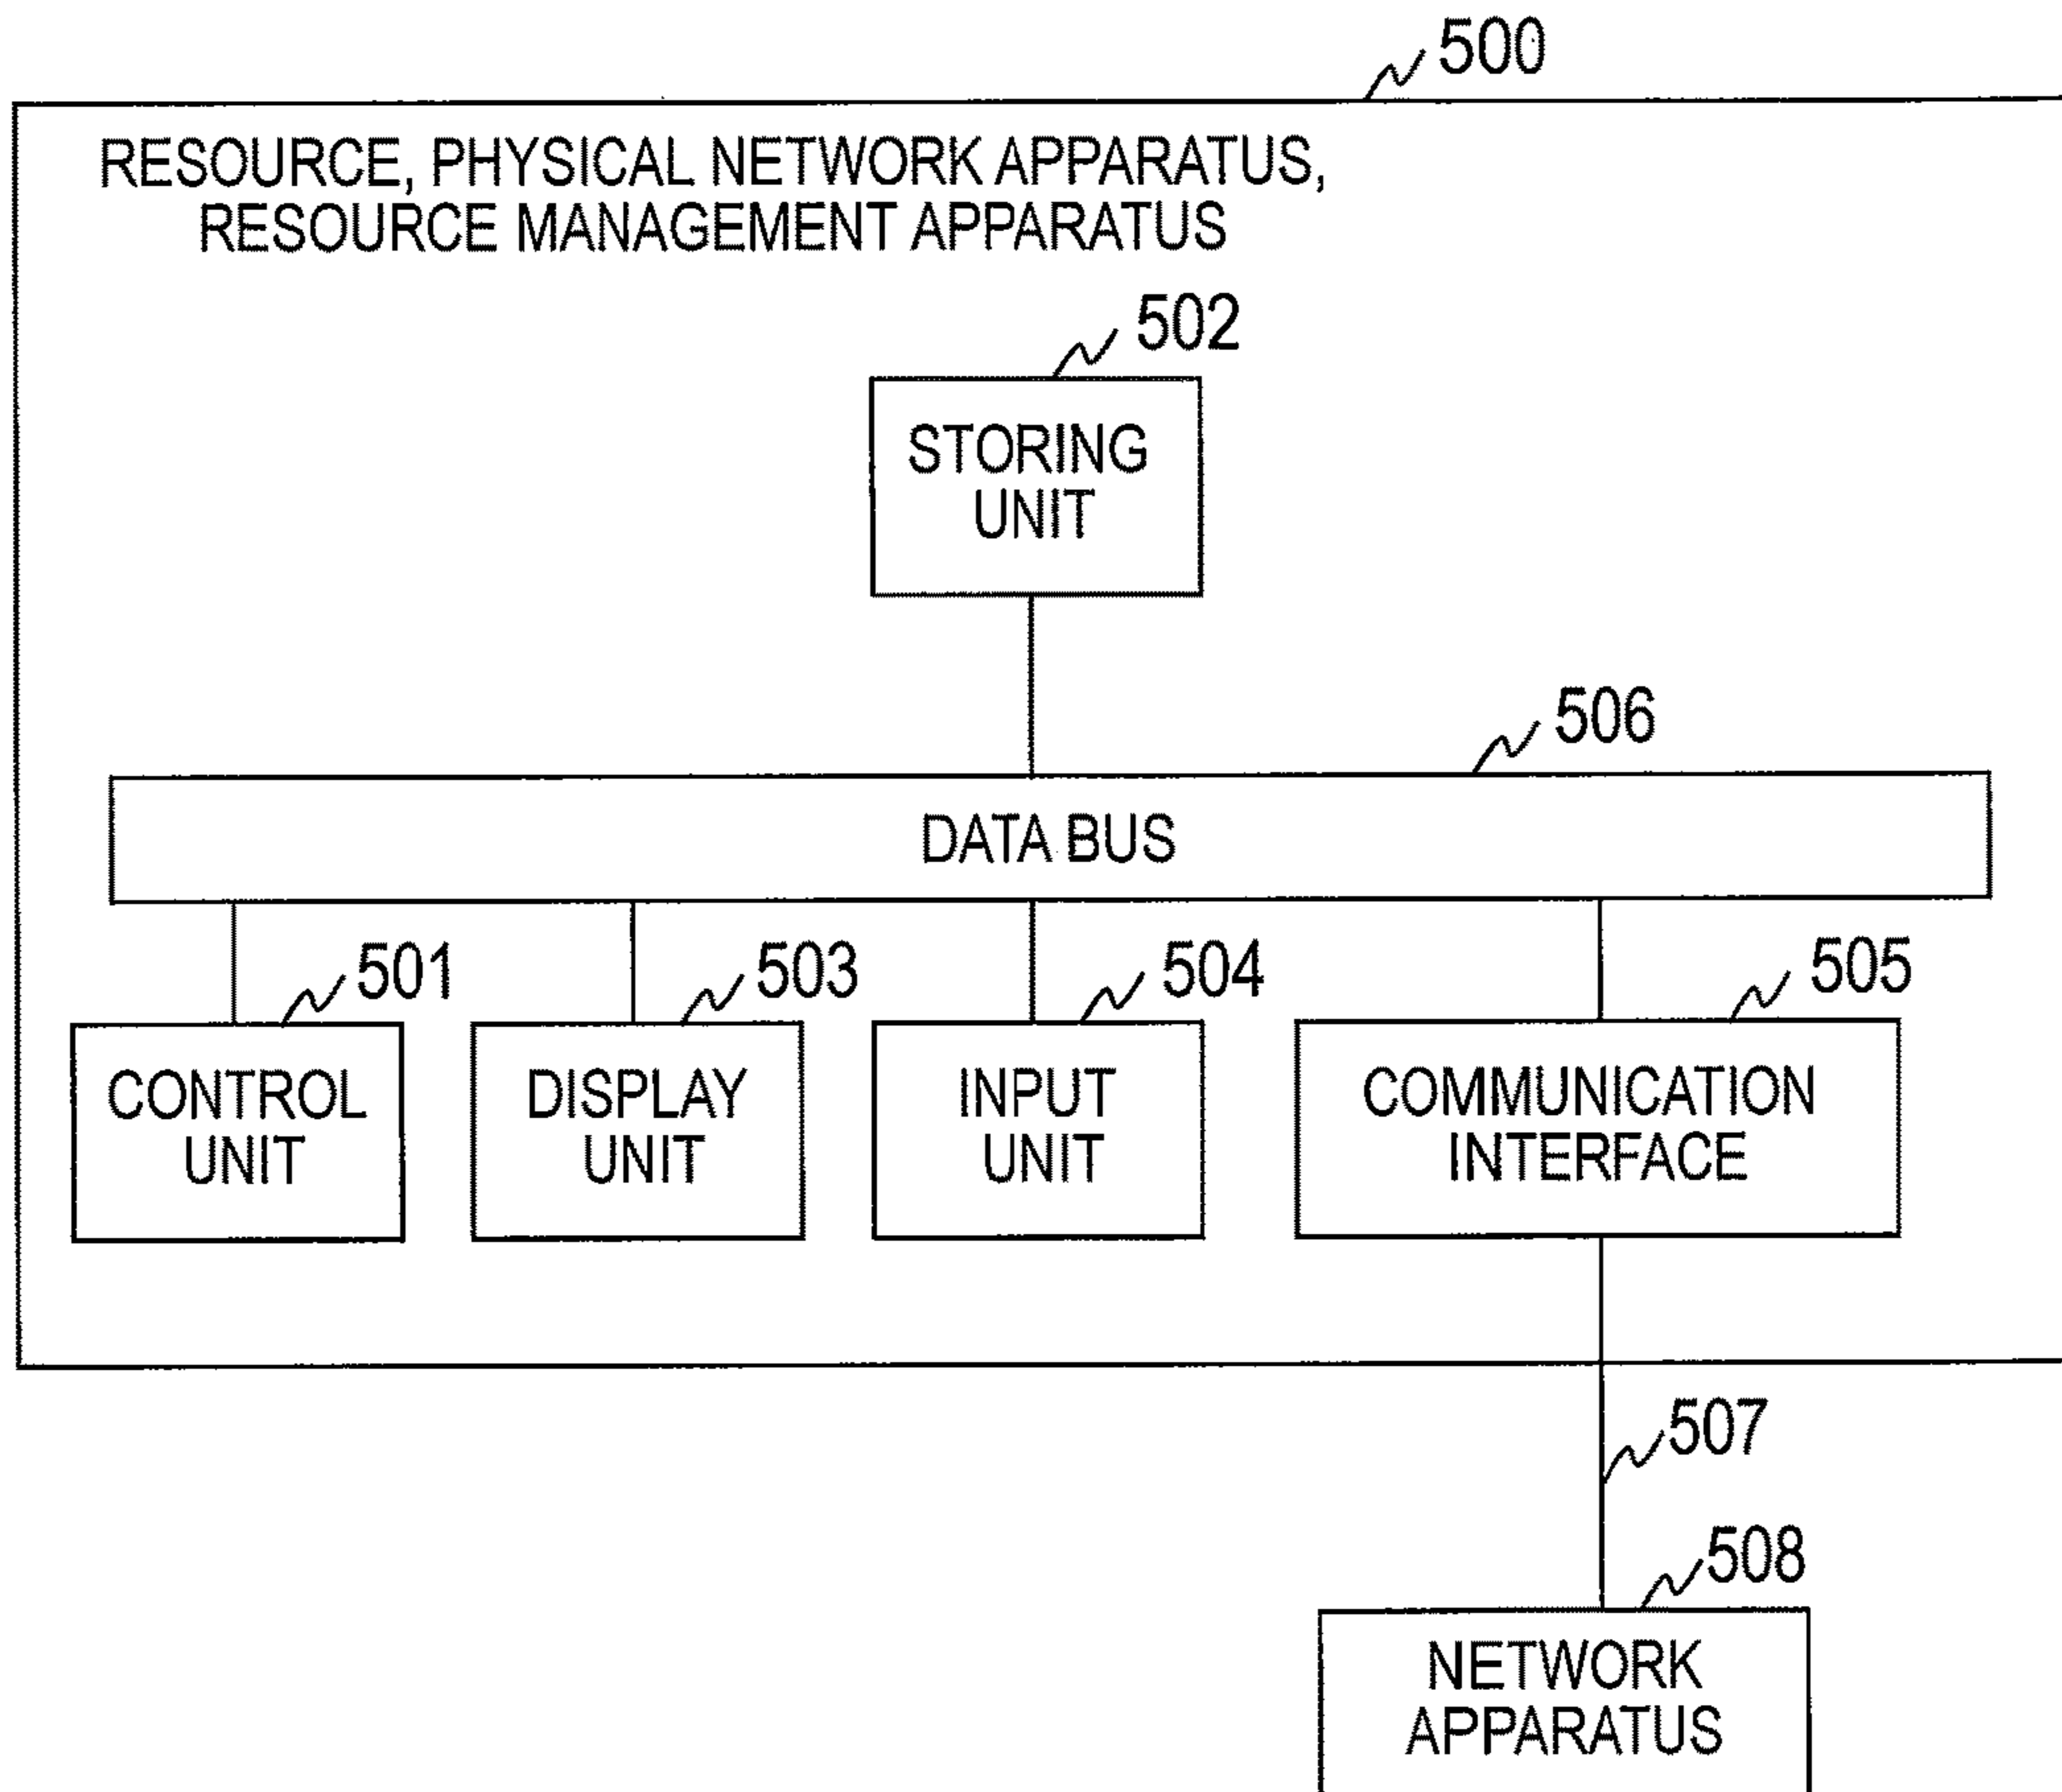 500
RESOURCE, PHYSICAL NETWORK APPARATUS,
RESOURCE MANAGEMENT APPARATUS
502
STORING
UNIT
506
DATA BUS
501
503
504
505
CONTROL
UNIT
DISPLAY
UNIT
INPUT
UNIT
COMMUNICATION
INTERFACE
507
508
NETWORK
APPARATUS